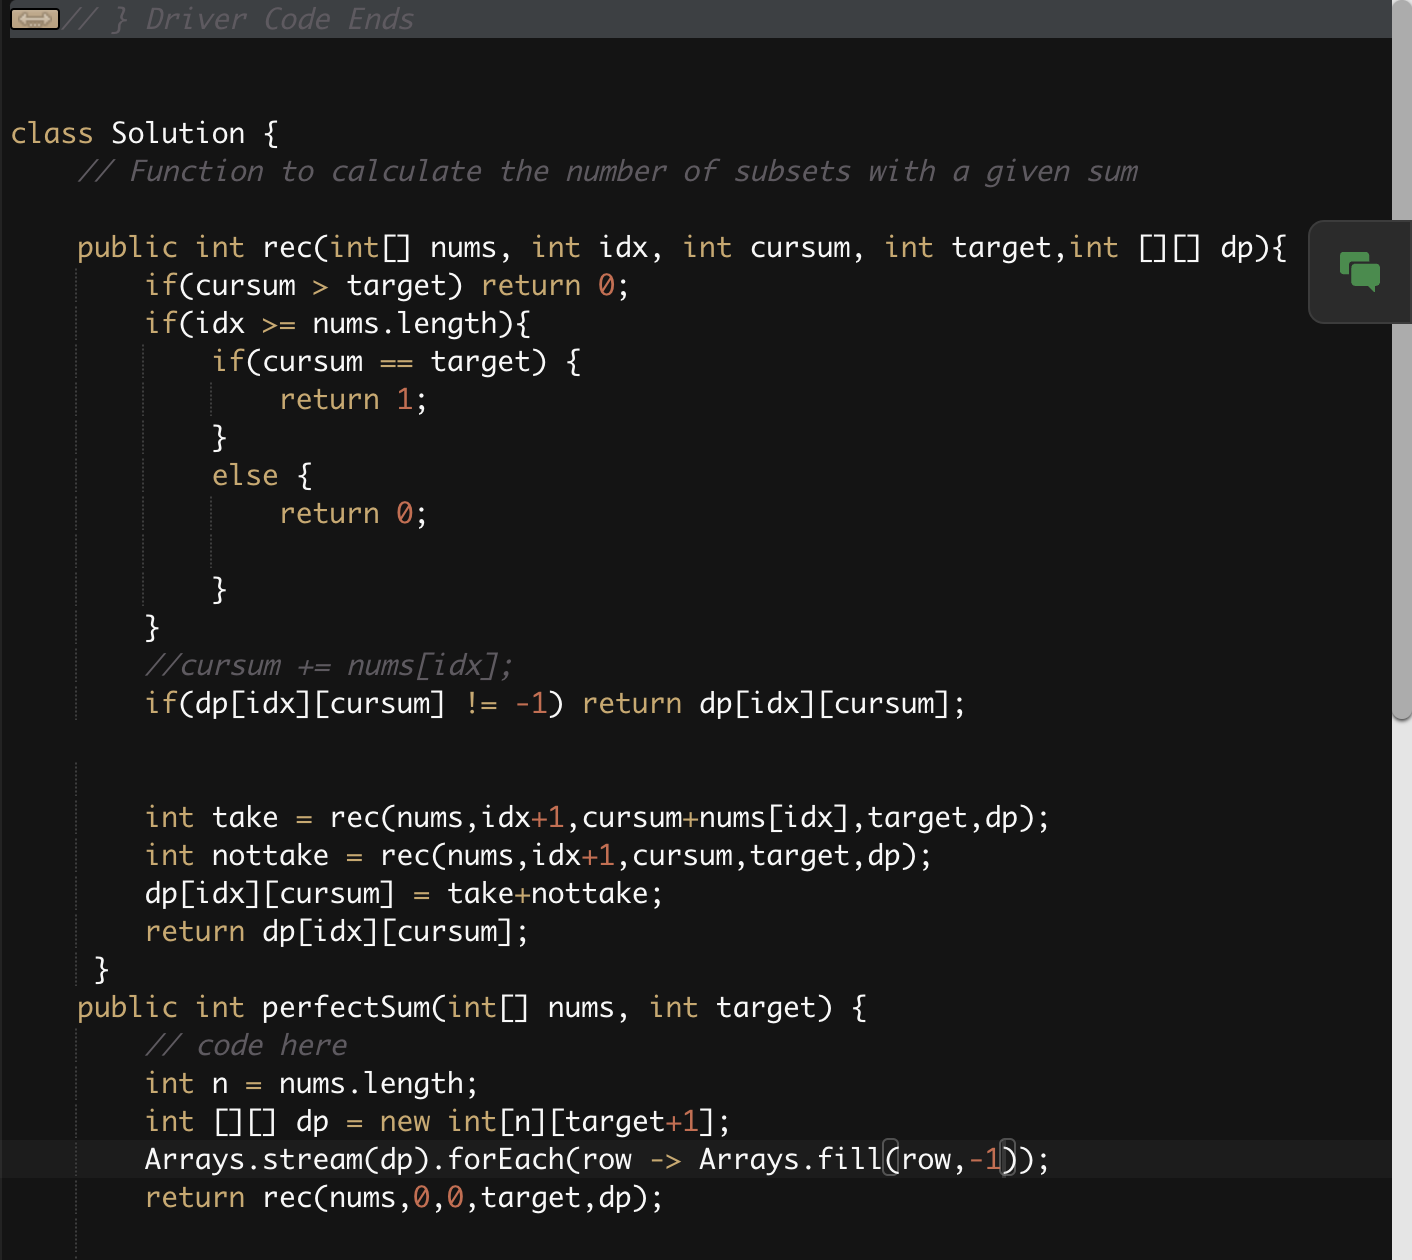 // } Driver Code Ends
class Solution {
    // Function to calculate the number of subsets with a given sum
    public int rec(int[] nums, int idx, int cursum, int target,int [][] dp){
        if(cursum > target) return 0;
        if(idx >= nums.length){
            if(cursum == target) {
                return 1;
            }
            else {
                return 0;
            }
        }
        //cursum += nums[idx];
        if(dp[idx][cursum] != -1) return dp[idx][cursum];
        int take = rec(nums,idx+1,cursum+nums[idx],target,dp);
        int nottake = rec(nums,idx+1,cursum,target,dp);
        dp[idx][cursum] = take+nottake;
        return dp[idx][cursum];
     }
    public int perfectSum(int[] nums, int target) {
        // code here
        int n = nums.length;
        int [][] dp = new int[n][target+1];
        Arrays.stream(dp).forEach(row -> Arrays.fill(row,-1));
        return rec(nums,0,0,target,dp);